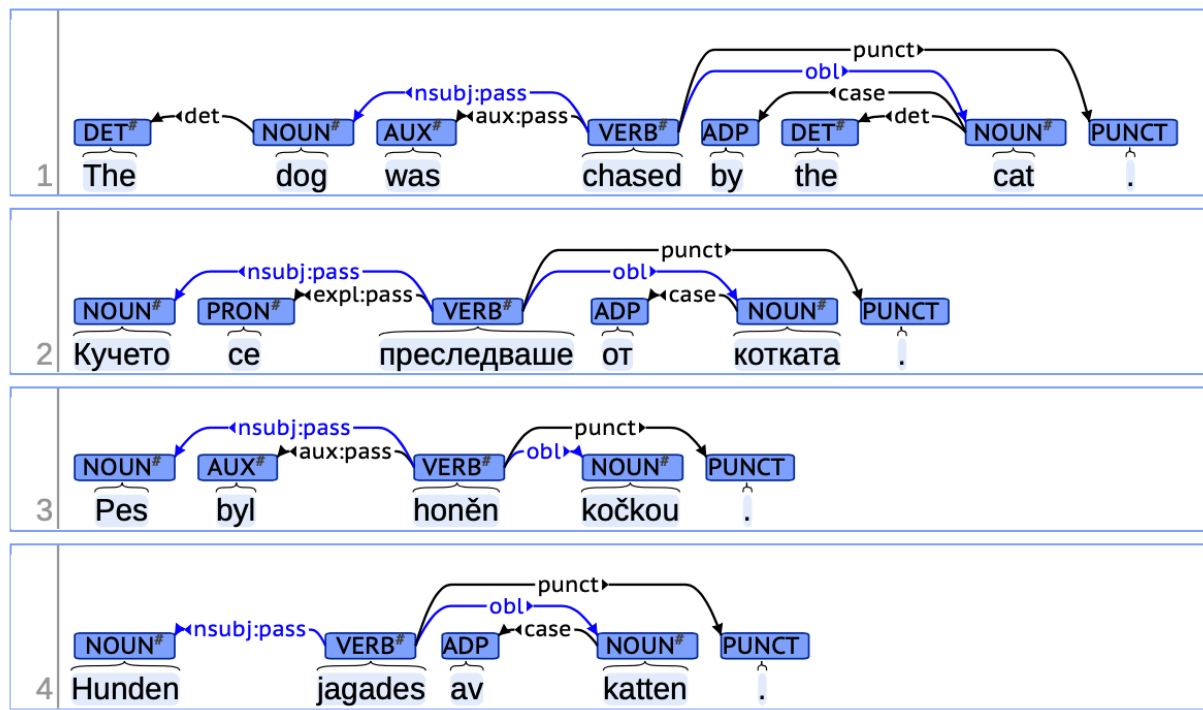 punct
obl
nsubj:pass case
det aux:pass det
DET# NOUN# AUX# VERB# ADP DET# NOUN# PUNCT
1 The dog was chased by the cat .
punct
nsubj:pass obl
expl:pass case
NOUN# PRON# VERB# ADP NOUN# PUNCT
2 Кучето се преследваше от котката .
nsubj:pass punct
aux:pass obl
NOUN# AUX# VERB# NOUN# PUNCT
3 Pes byl honěn kočkou .
punct
obl
nsubj:pass case
NOUN# VERB# ADP NOUN# PUNCT
4 Hunden jagades av katten .